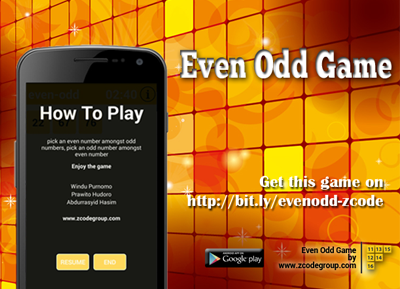 Even Odd Game
How To Play
pick an even number amongst odd
numbers, pick an odd number amongst
even number
Enjoy the game
Windu Purnomo
Prawito Hudoro
Abdurrasyid Hasim
www.zcodegroup.com
RESUME
END
Get this game on
http://bit.ly/evenodd-zcode
Google play
Even Odd Game
by
www.zcodegroup.com
11 13 15
12 14
16